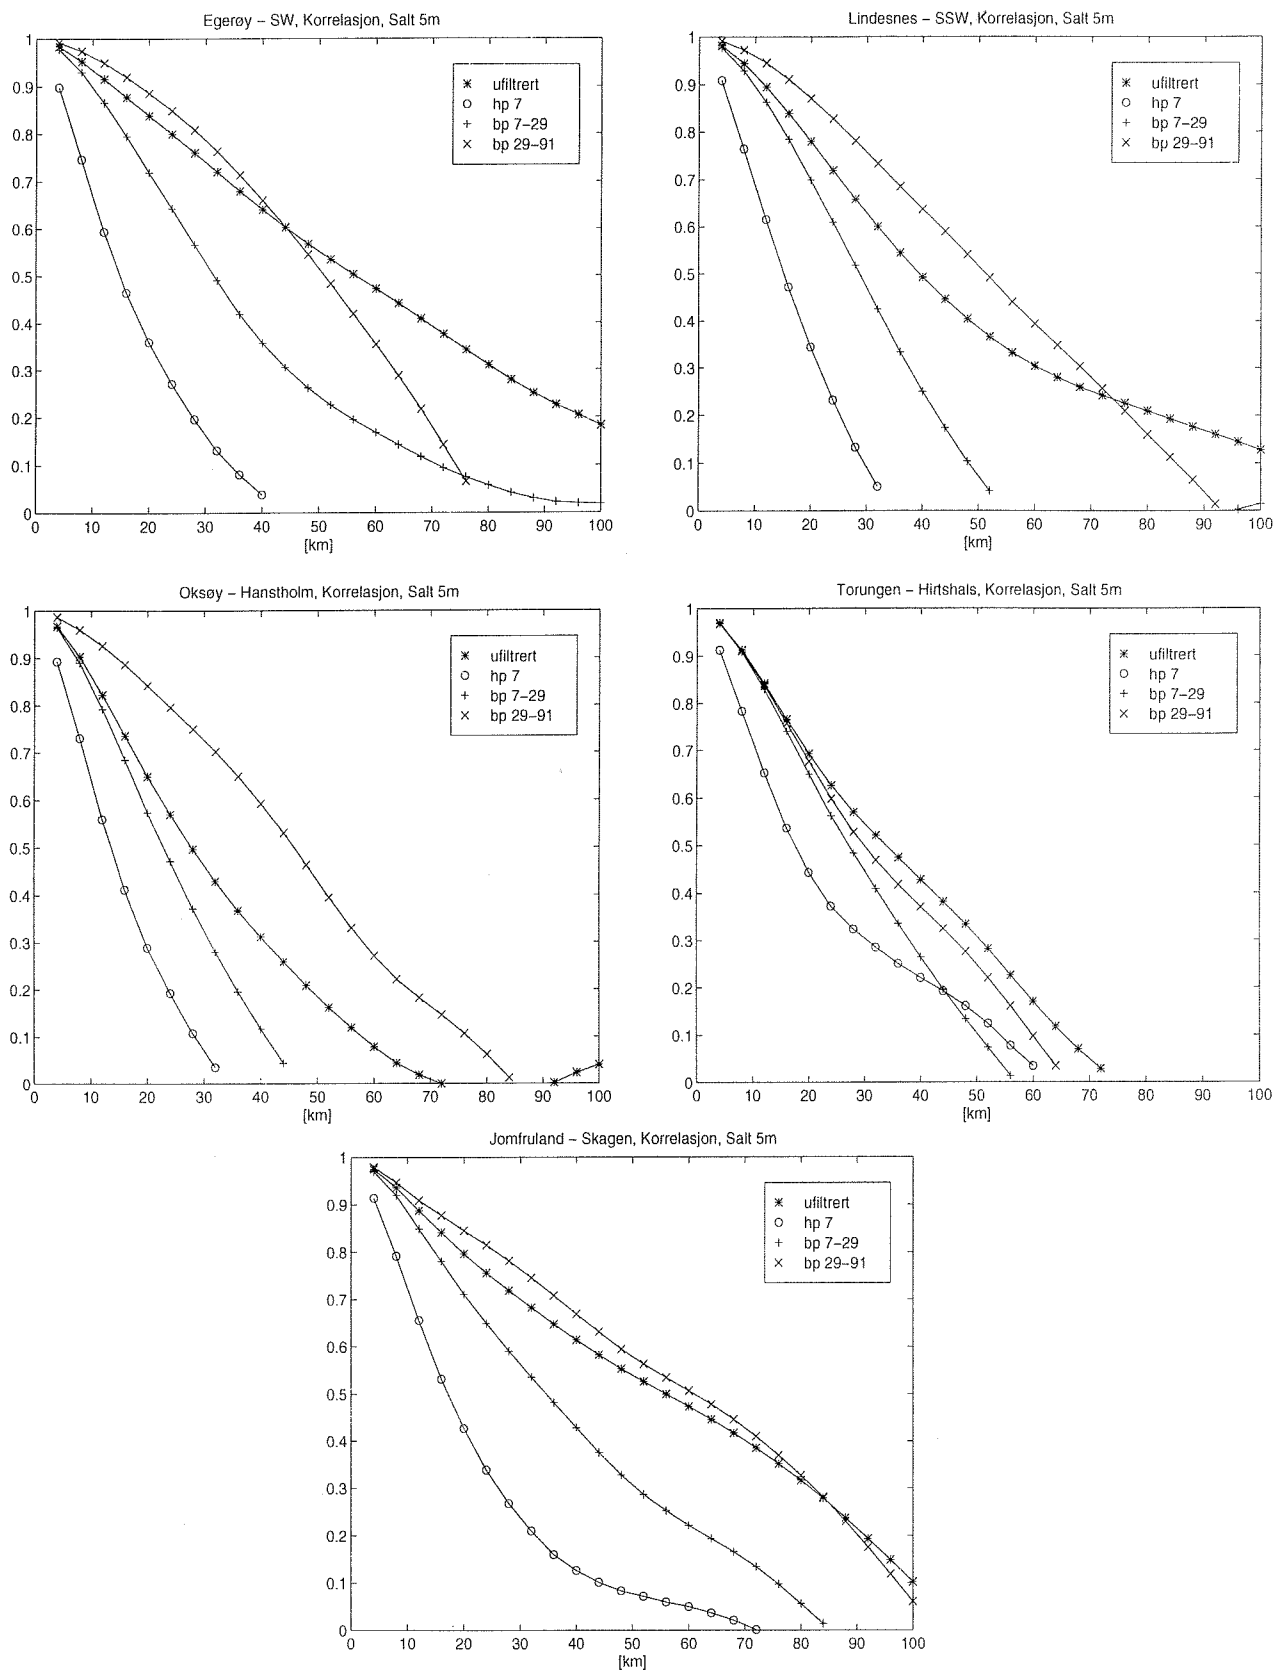 Egerøy – SW, Korrelasjon, Salt 5m
1
0.9
0.8
0.7
0.6
0.5
0.4
0.3
0.2
0.1
0
ufiltrert
hp 7
bp 7–29
bp 29–91
0 10 20 30 40 50 60 70 80 90 100
[km]
Lindesnes – SSW, Korrelasjon, Salt 5m
1
0.9
0.8
0.7
0.6
0.5
0.4
0.3
0.2
0.1
0
ufiltrert
hp 7
bp 7–29
bp 29–91
0 10 20 30 40 50 60 70 80 90 100
[km]
Oksøy – Hanstholm, Korrelasjon, Salt 5m
1
0.9
0.8
0.7
0.6
0.5
0.4
0.3
0.2
0.1
0
ufiltrert
hp 7
bp 7–29
bp 29–91
0 10 20 30 40 50 60 70 80 90 100
[km]
Torungen – Hirtshals, Korrelasjon, Salt 5m
1
0.9
0.8
0.7
0.6
0.5
0.4
0.3
0.2
0.1
0
ufiltrert
hp 7
bp 7–29
bp 29–91
0 10 20 30 40 50 60 70 80 90 100
[km]
Jomfruland – Skagen, Korrelasjon, Salt 5m
1
0.9
0.8
0.7
0.6
0.5
0.4
0.3
0.2
0.1
0
ufiltrert
hp 7
bp 7–29
bp 29–91
0 10 20 30 40 50 60 70 80 90 100
[km]